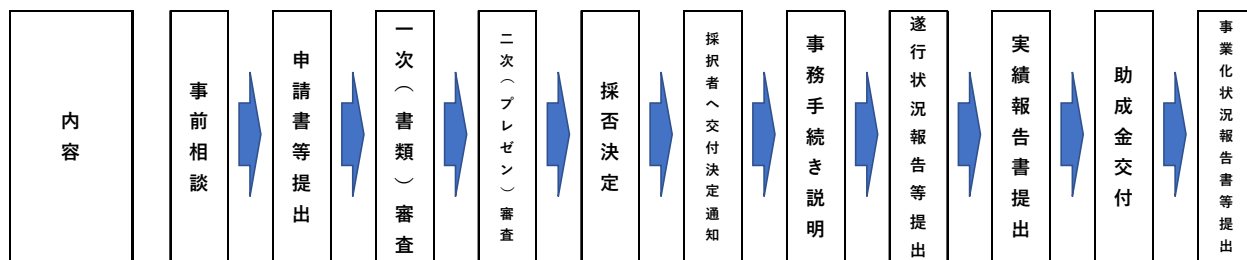 内容
事前相談
申請書等提出
一次（書類）審査
二次（プレゼン）審査
採否決定
採択者へ交付決定通知
事務手続き説明
遂行状況報告等提出
実績報告書提出
助成金交付
事業化状況報告書等提出